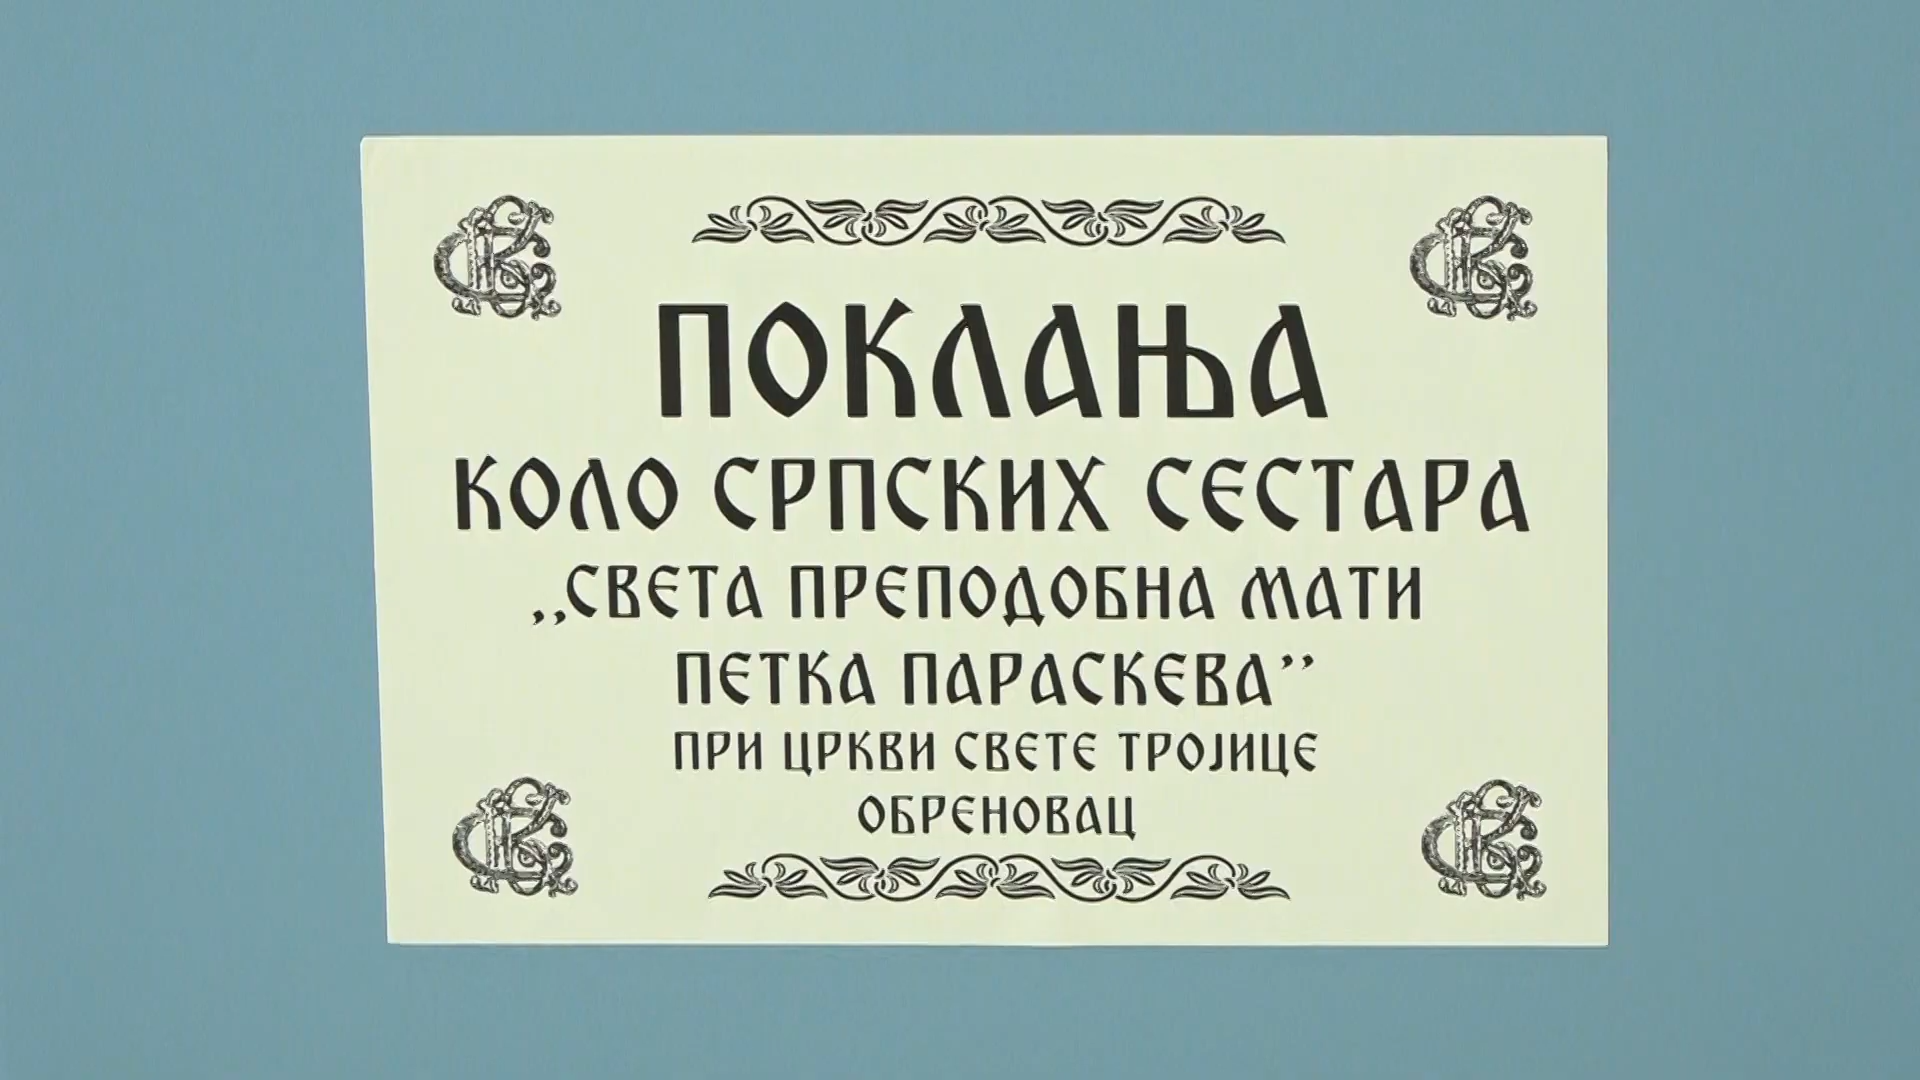 ПОКЛАЊА
КОЛО СРПСКИХ СЕСТАРА
,,СВЕТА ПРЕПОДОБНА МАТИ
ПЕТКА ПАРАСКЕВА’’
ПРИ ЦРКВИ СВЕТЕ ТРОЈИЦЕ
ОБРЕНОВАЦ